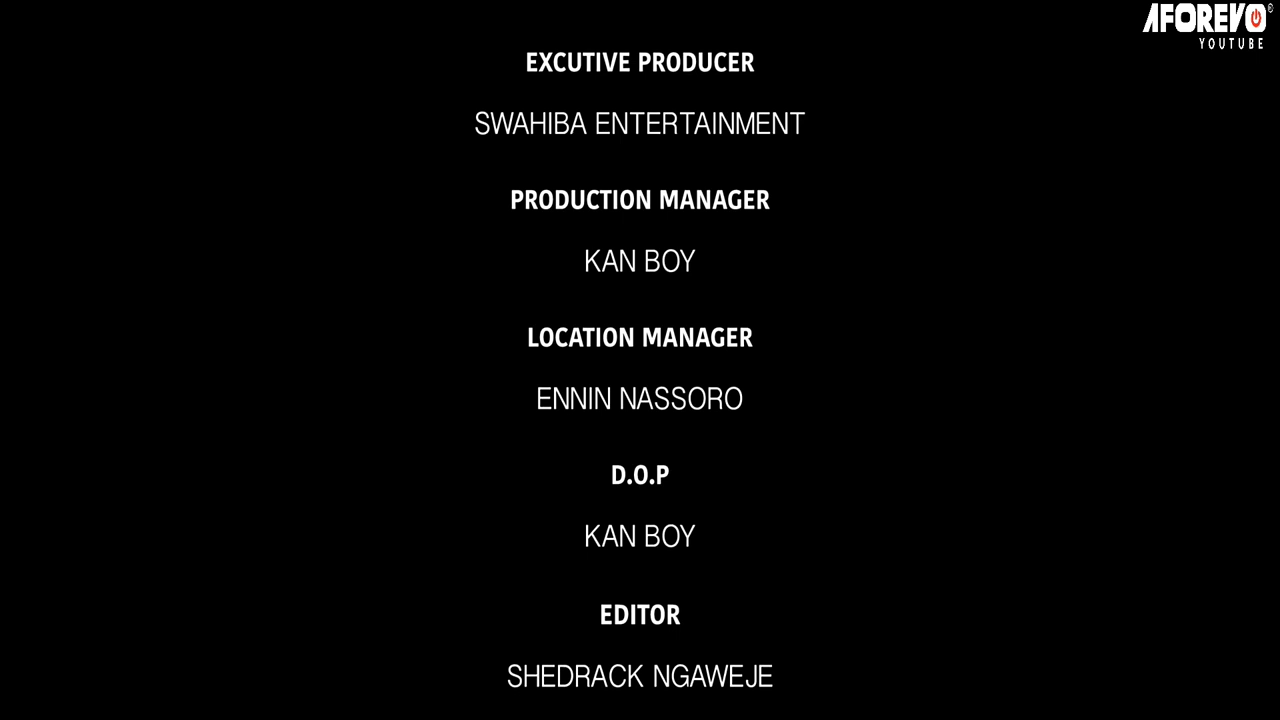 AFOREVO®
YOUTUBE
EXCUTIVE PRODUCER
SWAHIBA ENTERTAINMENT
PRODUCTION MANAGER
KAN BOY
LOCATION MANAGER
ENNIN NASSORO
D.O.P
KAN BOY
EDITOR
SHEDRACK NGAWEJE